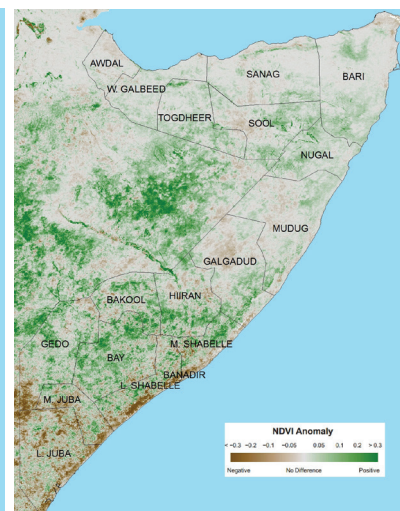 AWDAL
SANAG
BARI
W. GALBEED
TOGDHEER
SOOL
NUGAL
MUDUG
GALGADUD
BAKOOL
HIIRAN
GEDO
M. SHABELLE
BAY
BANADIR
L. SHABELLE
M. JUBA
L. JUBA
NDVI Anomaly
< -0.3 -0.2 -0.1 -0.05 0.05 0.1 0.2 > 0.3
Negative No Difference Positive